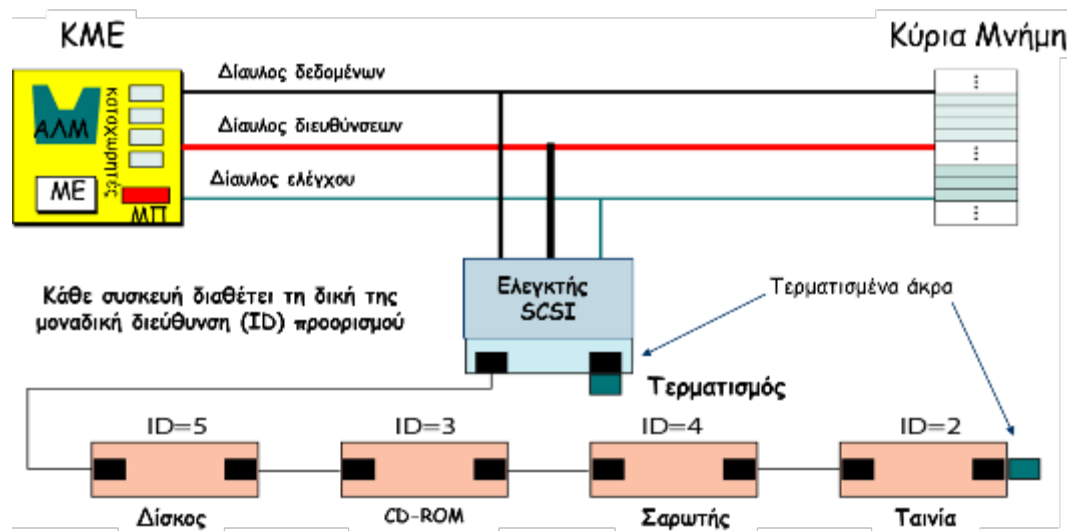 ΚΜΕ
Κύρια Μνήμη
Δίαυλος δεδομένων
ΑΛΜ
καταχωρητές
Δίαυλος διευθύνσεων
Δίαυλος ελέγχου
ΜΕ
ΜΠ
Ελεγκτής
SCSI
Κάθε συσκευή διαθέτει τη δική της
μοναδική διεύθυνση (ID) προορισμού
Τερματισμένα άκρα
Τερματισμός
ID=5
ID=3
ID=4
ID=2
Δίσκος
CD-ROM
Σαρωτής
Ταινία